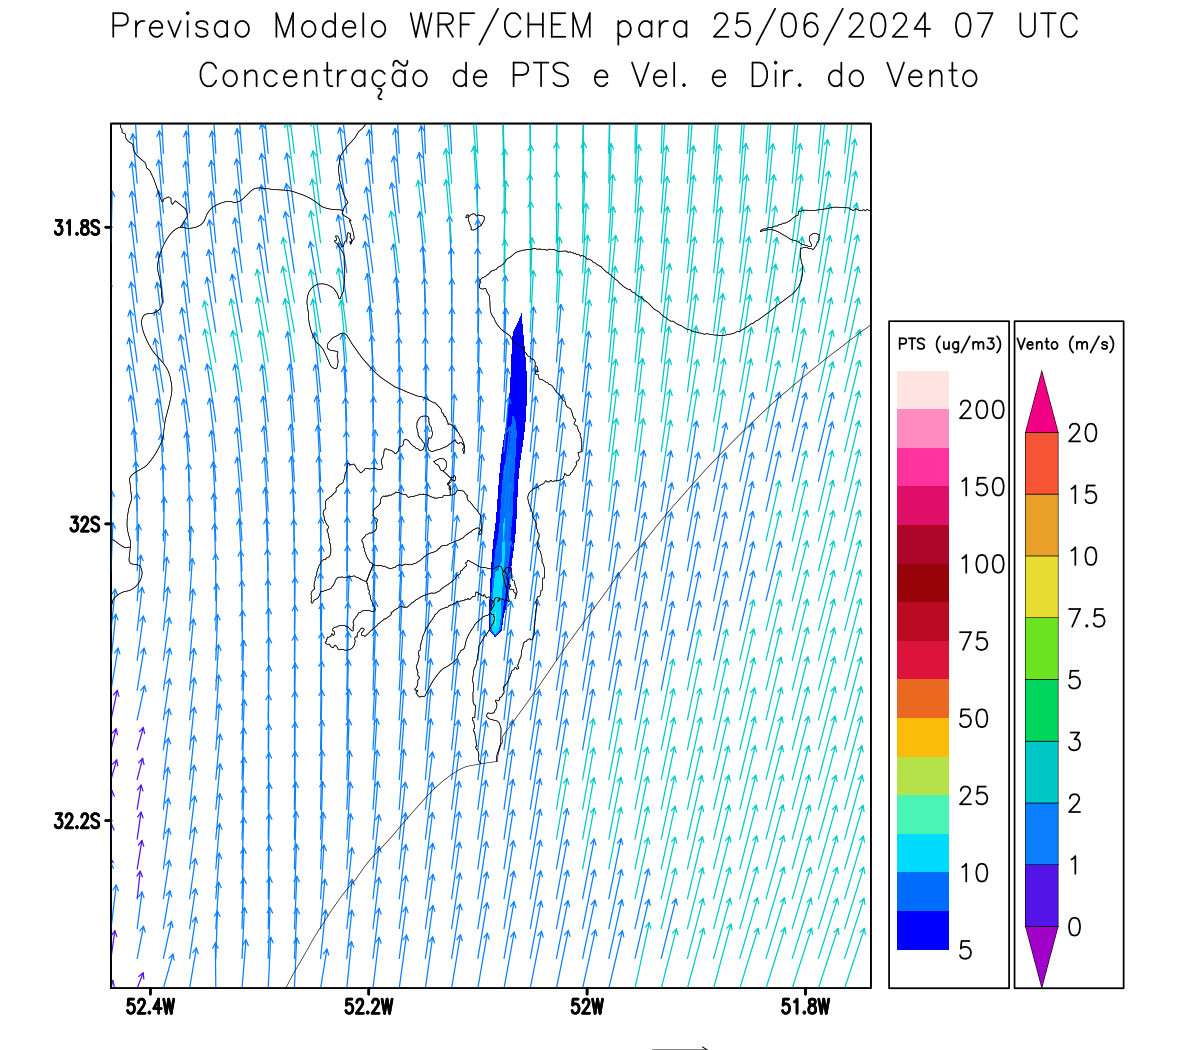 Previsao Modelo WRF/CHEM para 25/06/2024 07 UTC
Concentração de PTS e Vel. e Dir. do Vento
31.8S
32S
32.2S
52.4W
52.2W
52W
51.8W
PTS (ug/m3)
200
150
100
75
50
25
10
5
Vento (m/s)
20
15
10
7.5
5
3
2
1
0